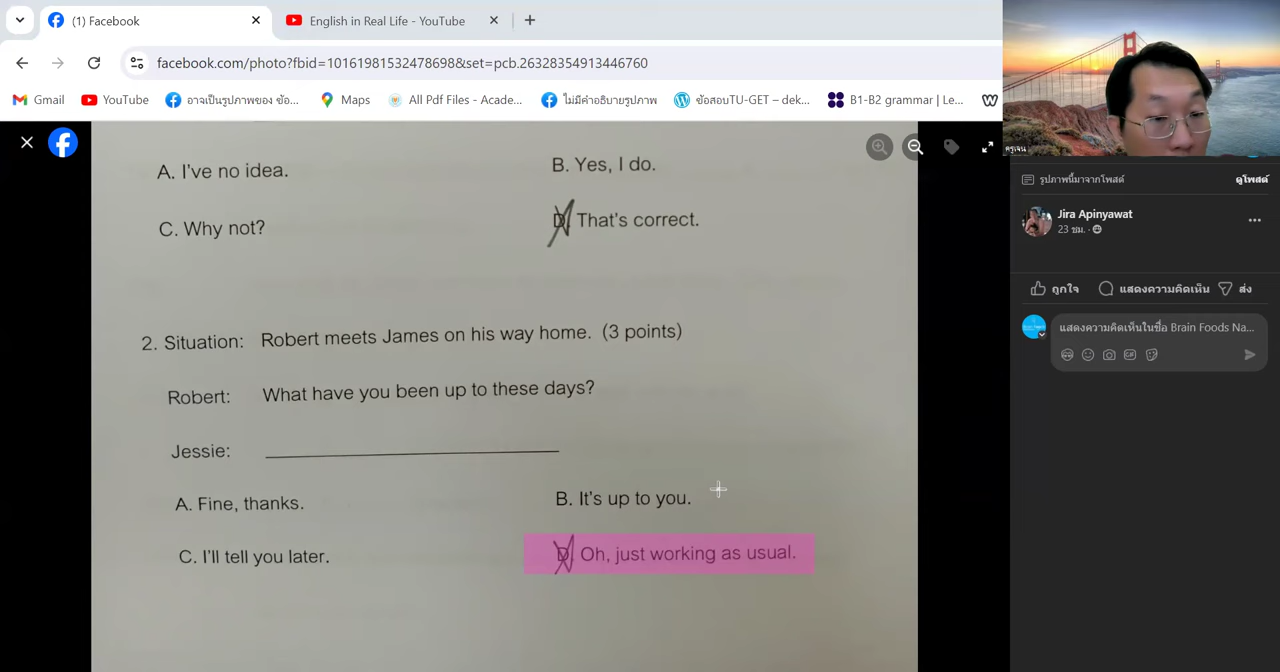 (1) Facebook
English in Real Life - YouTube
facebook.com/photo?fbid=10161981532478698&set=pcb.26328354913446760
Gmail
YouTube
อาจเป็นรูปภาพของ ข้อ...
Maps
All Pdf Files - Acade...
ไม่มีคำอธิบายรูปภาพ
ข้อสอบTU-GET – dek...
B1-B2 grammar | Le...
ครูเจน
A. I've no idea.
B. Yes, I do.
C. Why not?
D. That's correct.
2. Situation: Robert meets James on his way home. (3 points)
Robert: What have you been up to these days?
Jessie:
A. Fine, thanks.
B. It's up to you.
C. I'll tell you later.
D. Oh, just working as usual.
รูปภาพนี้มาจากโพสต์
ดูโพสต์
Jira Apinyawat
23 ชม.
ถูกใจ
แสดงความคิดเห็น
ส่ง
แสดงความคิดเห็นในชื่อ Brain Foods Na...